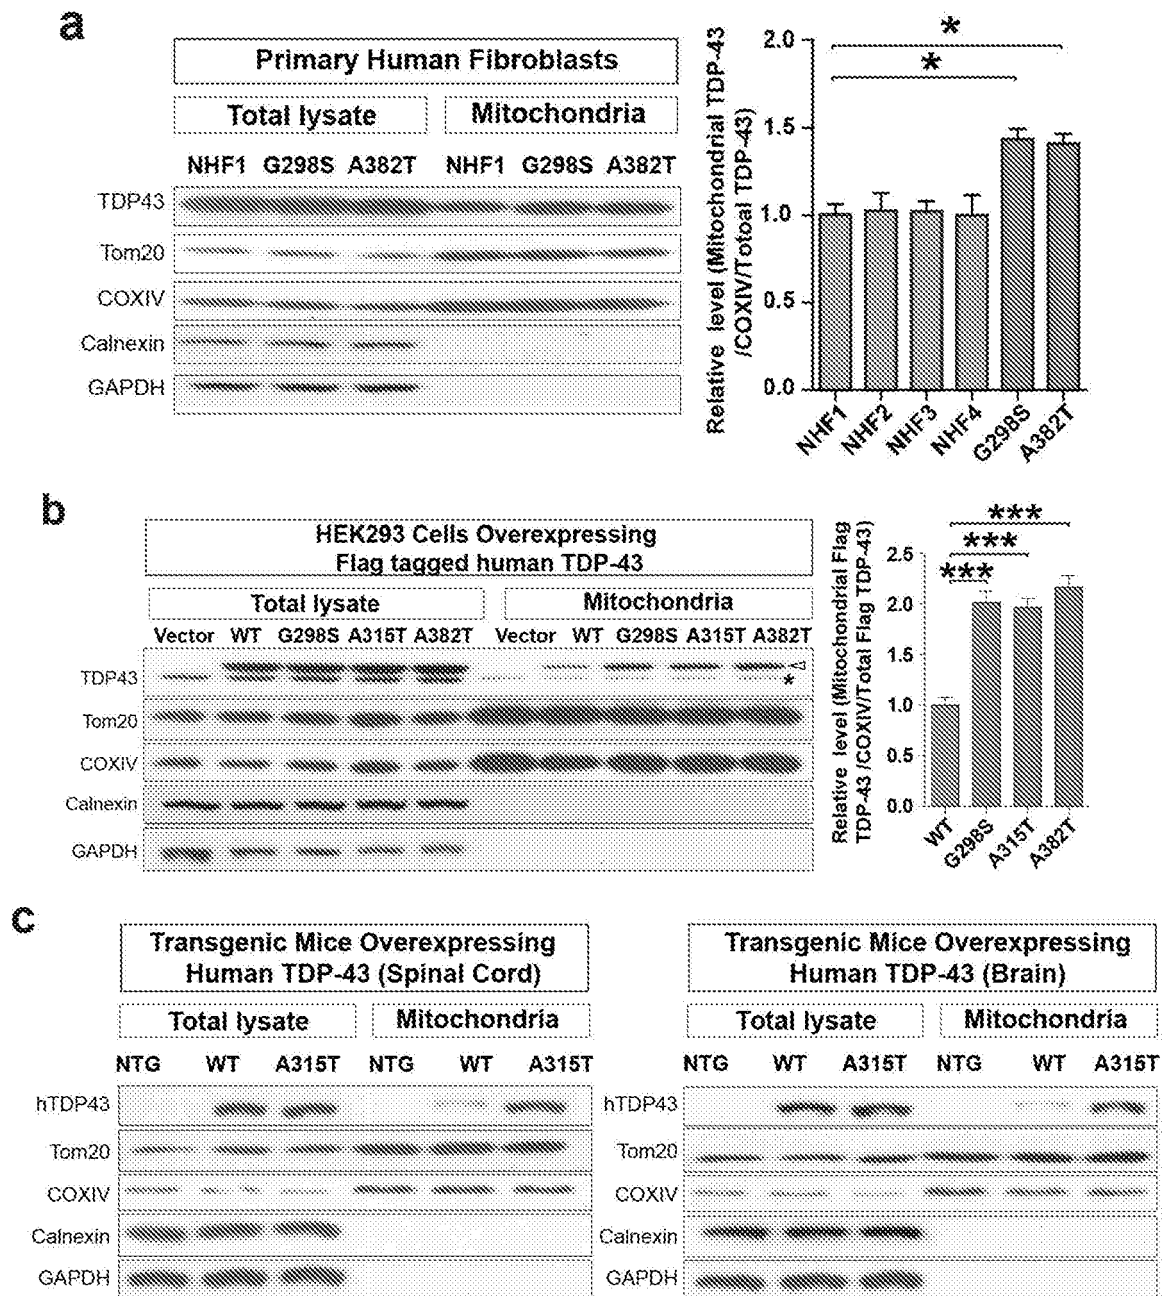 a
Primary Human Fibroblasts
Total lysate Mitochondria
NHF1 G298S A382T NHF1 G298S A382T
TDP43
Tom20
COXIV
Calnexin
GAPDH
Relative level (Mitochondrial TDP-43
/COXIV/Totoal TDP-43)
2.0
1.5
1.0
0.5
0.0
* 
*
NHF1 NHF2 NHF3 NHF4 G298S A382T
b
HEK293 Cells Overexpressing
Flag tagged human TDP-43
Total lysate Mitochondria
Vector WT G298S A315T A382T Vector WT G298S A315T A382T
TDP43
*
Tom20
COXIV
Calnexin
GAPDH
Relative level (Mitochondrial Flag
TDP-43 /COXIV/Total Flag TDP-43)
2.5
2.0
1.5
1.0
0.5
0.0
***
***
***
WT G298S A315T A382T
c
Transgenic Mice Overexpressing
Human TDP-43 (Spinal Cord)
Total lysate Mitochondria
NTG WT A315T NTG WT A315T
hTDP43
Tom20
COXIV
Calnexin
GAPDH
Transgenic Mice Overexpressing
Human TDP-43 (Brain)
Total lysate Mitochondria
NTG WT A315T NTG WT A315T
hTDP43
Tom20
COXIV
Calnexin
GAPDH